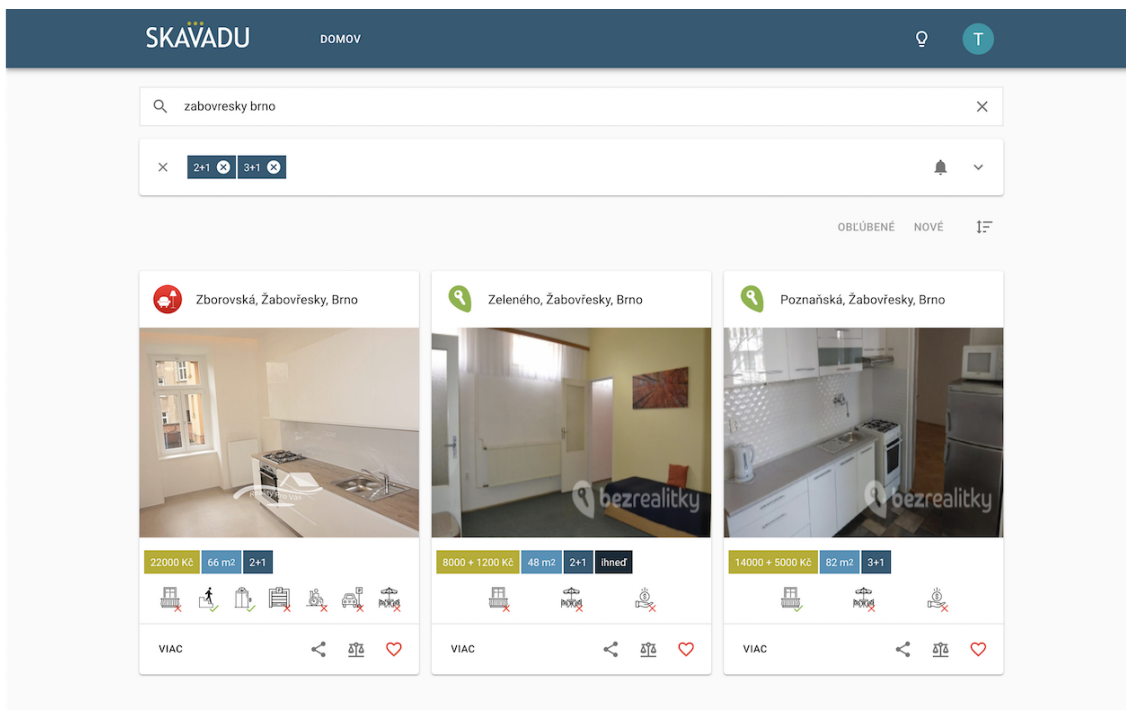 SKAVADU
DOMOV
T
zabovresky brno
2+1
3+1
OBĽÚBENÉ
NOVÉ
Zborovská, Žabovřesky, Brno
22000 Kč
66 m2
2+1
VIAC
Zeleného, Žabovřesky, Brno
bezrealitky
8000 + 1200 Kč
48 m2
2+1
ihneď
VIAC
Poznaňská, Žabovřesky, Brno
bezrealitky
14000 + 5000 Kč
82 m2
3+1
VIAC